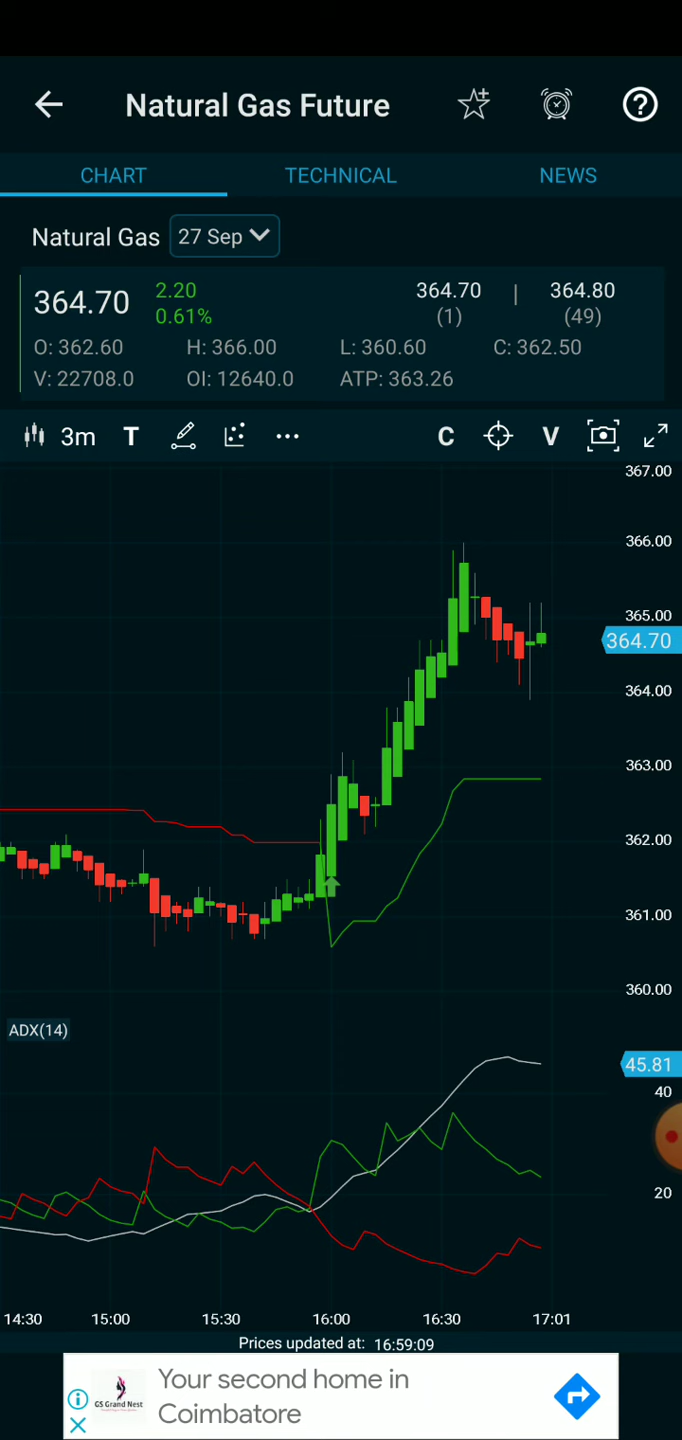 Natural Gas Future
CHART TECHNICAL NEWS
Natural Gas 27 Sep
364.70 2.20 0.61% 364.70 (1) | 364.80 (49)
O: 362.60 H: 366.00 L: 360.60 C: 362.50
V: 22708.0 OI: 12640.0 ATP: 363.26
3m T C V
367.00
366.00
365.00
364.70
364.00
363.00
362.00
361.00
360.00
ADX(14)
45.81
40
20
14:30 15:00 15:30 16:00 16:30 17:01
Prices updated at: 16:59:09
GS Grand Nest
Your second home in
Coimbatore